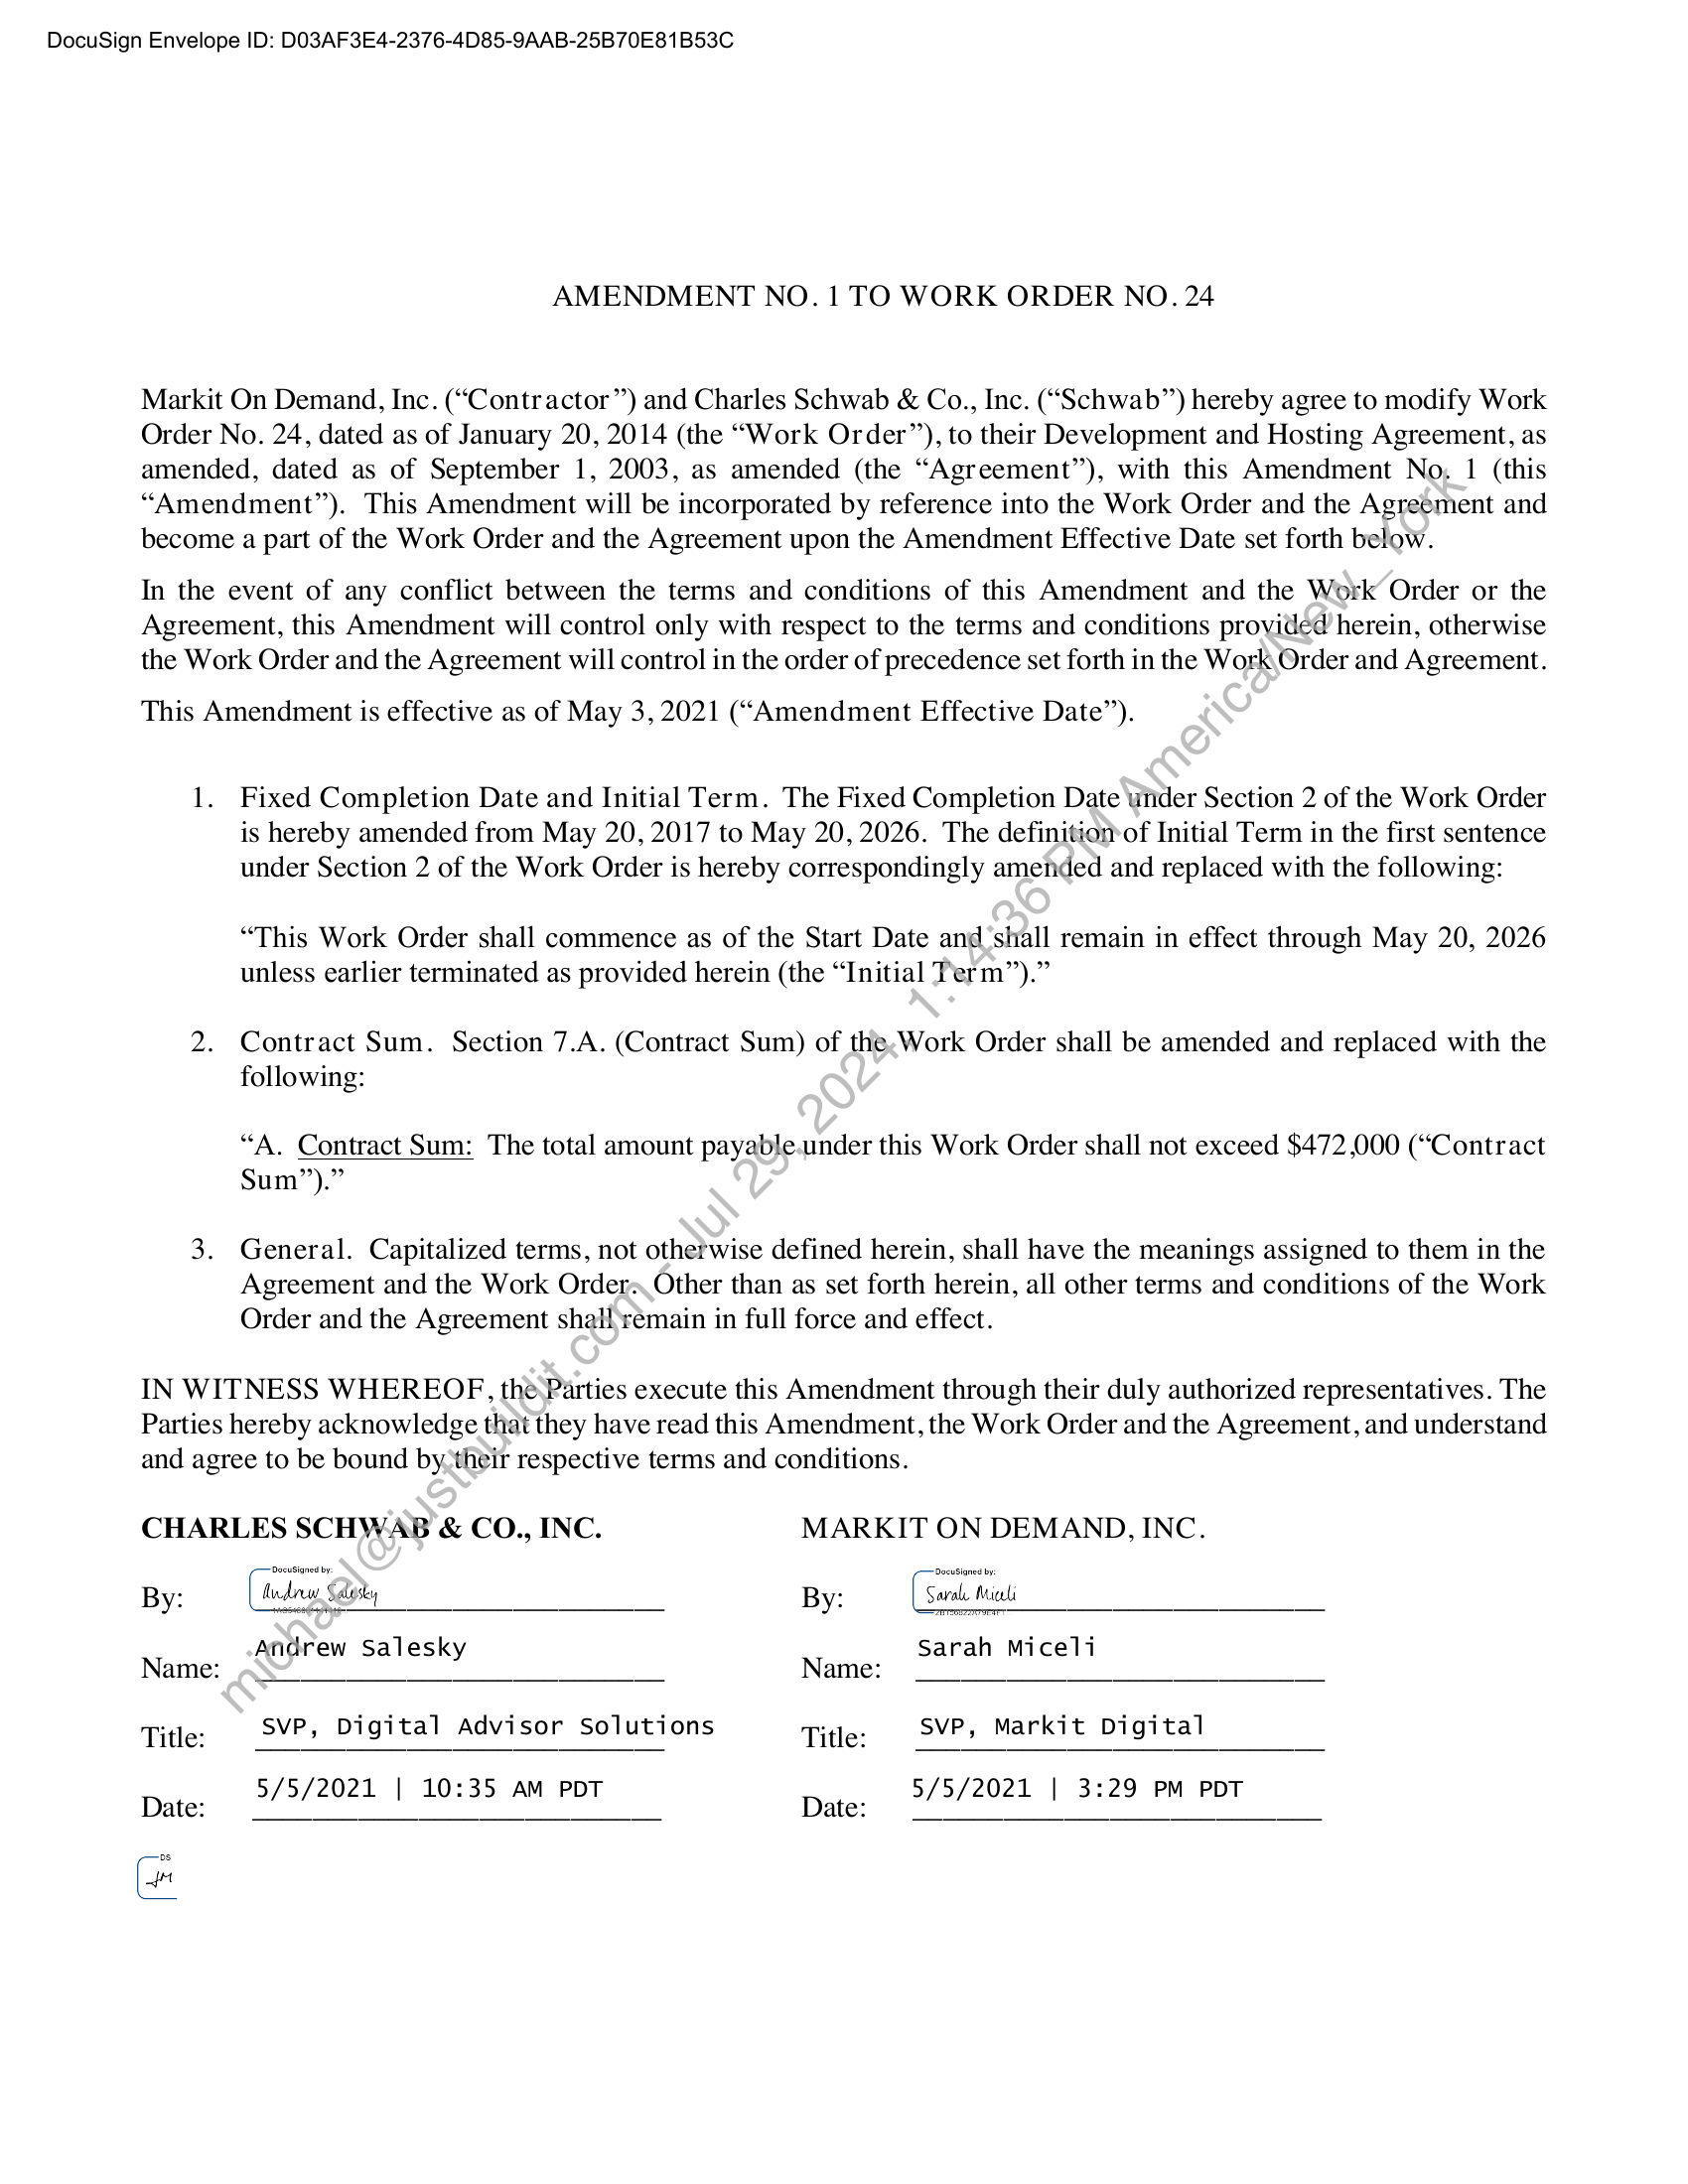 DocuSign Envelope ID: D03AF3E4-2376-4D85-9AAB-25B70E81B53C
AMENDMENT NO. 1 TO WORK ORDER NO. 24
Markit On Demand, Inc. (“Contractor”) and Charles Schwab & Co., Inc. (“Schwab”) hereby agree to modify Work
Order No. 24, dated as of January 20, 2014 (the “Work Order”), to their Development and Hosting Agreement, as
amended, dated as of September 1, 2003, as amended (the “Agreement”), with this Amendment No. 1 (this
“Amendment”). This Amendment will be incorporated by reference into the Work Order and the Agreement and
become a part of the Work Order and the Agreement upon the Amendment Effective Date set forth below.
In the event of any conflict between the terms and conditions of this Amendment and the Work Order or the
Agreement, this Amendment will control only with respect to the terms and conditions provided herein, otherwise
the Work Order and the Agreement will control in the order of precedence set forth in the Work Order and Agreement.
This Amendment is effective as of May 3, 2021 (“Amendment Effective Date”).
1. Fixed Completion Date and Initial Term. The Fixed Completion Date under Section 2 of the Work Order
is hereby amended from May 20, 2017 to May 20, 2026. The definition of Initial Term in the first sentence
under Section 2 of the Work Order is hereby correspondingly amended and replaced with the following:
“This Work Order shall commence as of the Start Date and shall remain in effect through May 20, 2026
unless earlier terminated as provided herein (the “Initial Term”).”
2. Contract Sum. Section 7.A. (Contract Sum) of the Work Order shall be amended and replaced with the
following:
“A. Contract Sum: The total amount payable under this Work Order shall not exceed $472,000 (“Contract
Sum”).”
3. General. Capitalized terms, not otherwise defined herein, shall have the meanings assigned to them in the
Agreement and the Work Order. Other than as set forth herein, all other terms and conditions of the Work
Order and the Agreement shall remain in full force and effect.
IN WITNESS WHEREOF, the Parties execute this Amendment through their duly authorized representatives. The
Parties hereby acknowledge that they have read this Amendment, the Work Order and the Agreement, and understand
and agree to be bound by their respective terms and conditions.
CHARLES SCHWAB & CO., INC.
DocuSigned by:
By: Andrew Salesky
Name: Andrew Salesky
Title: SVP, Digital Advisor Solutions
Date: 5/5/2021 | 10:35 AM PDT
DS
JM
MARKIT ON DEMAND, INC.
DocuSigned by:
By: Sarah Miceli
Name: Sarah Miceli
Title: SVP, Markit Digital
Date: 5/5/2021 | 3:29 PM PDT
michael@justbuildit.com - Jul 29, 2024, 1:14:36 PM America/New_York